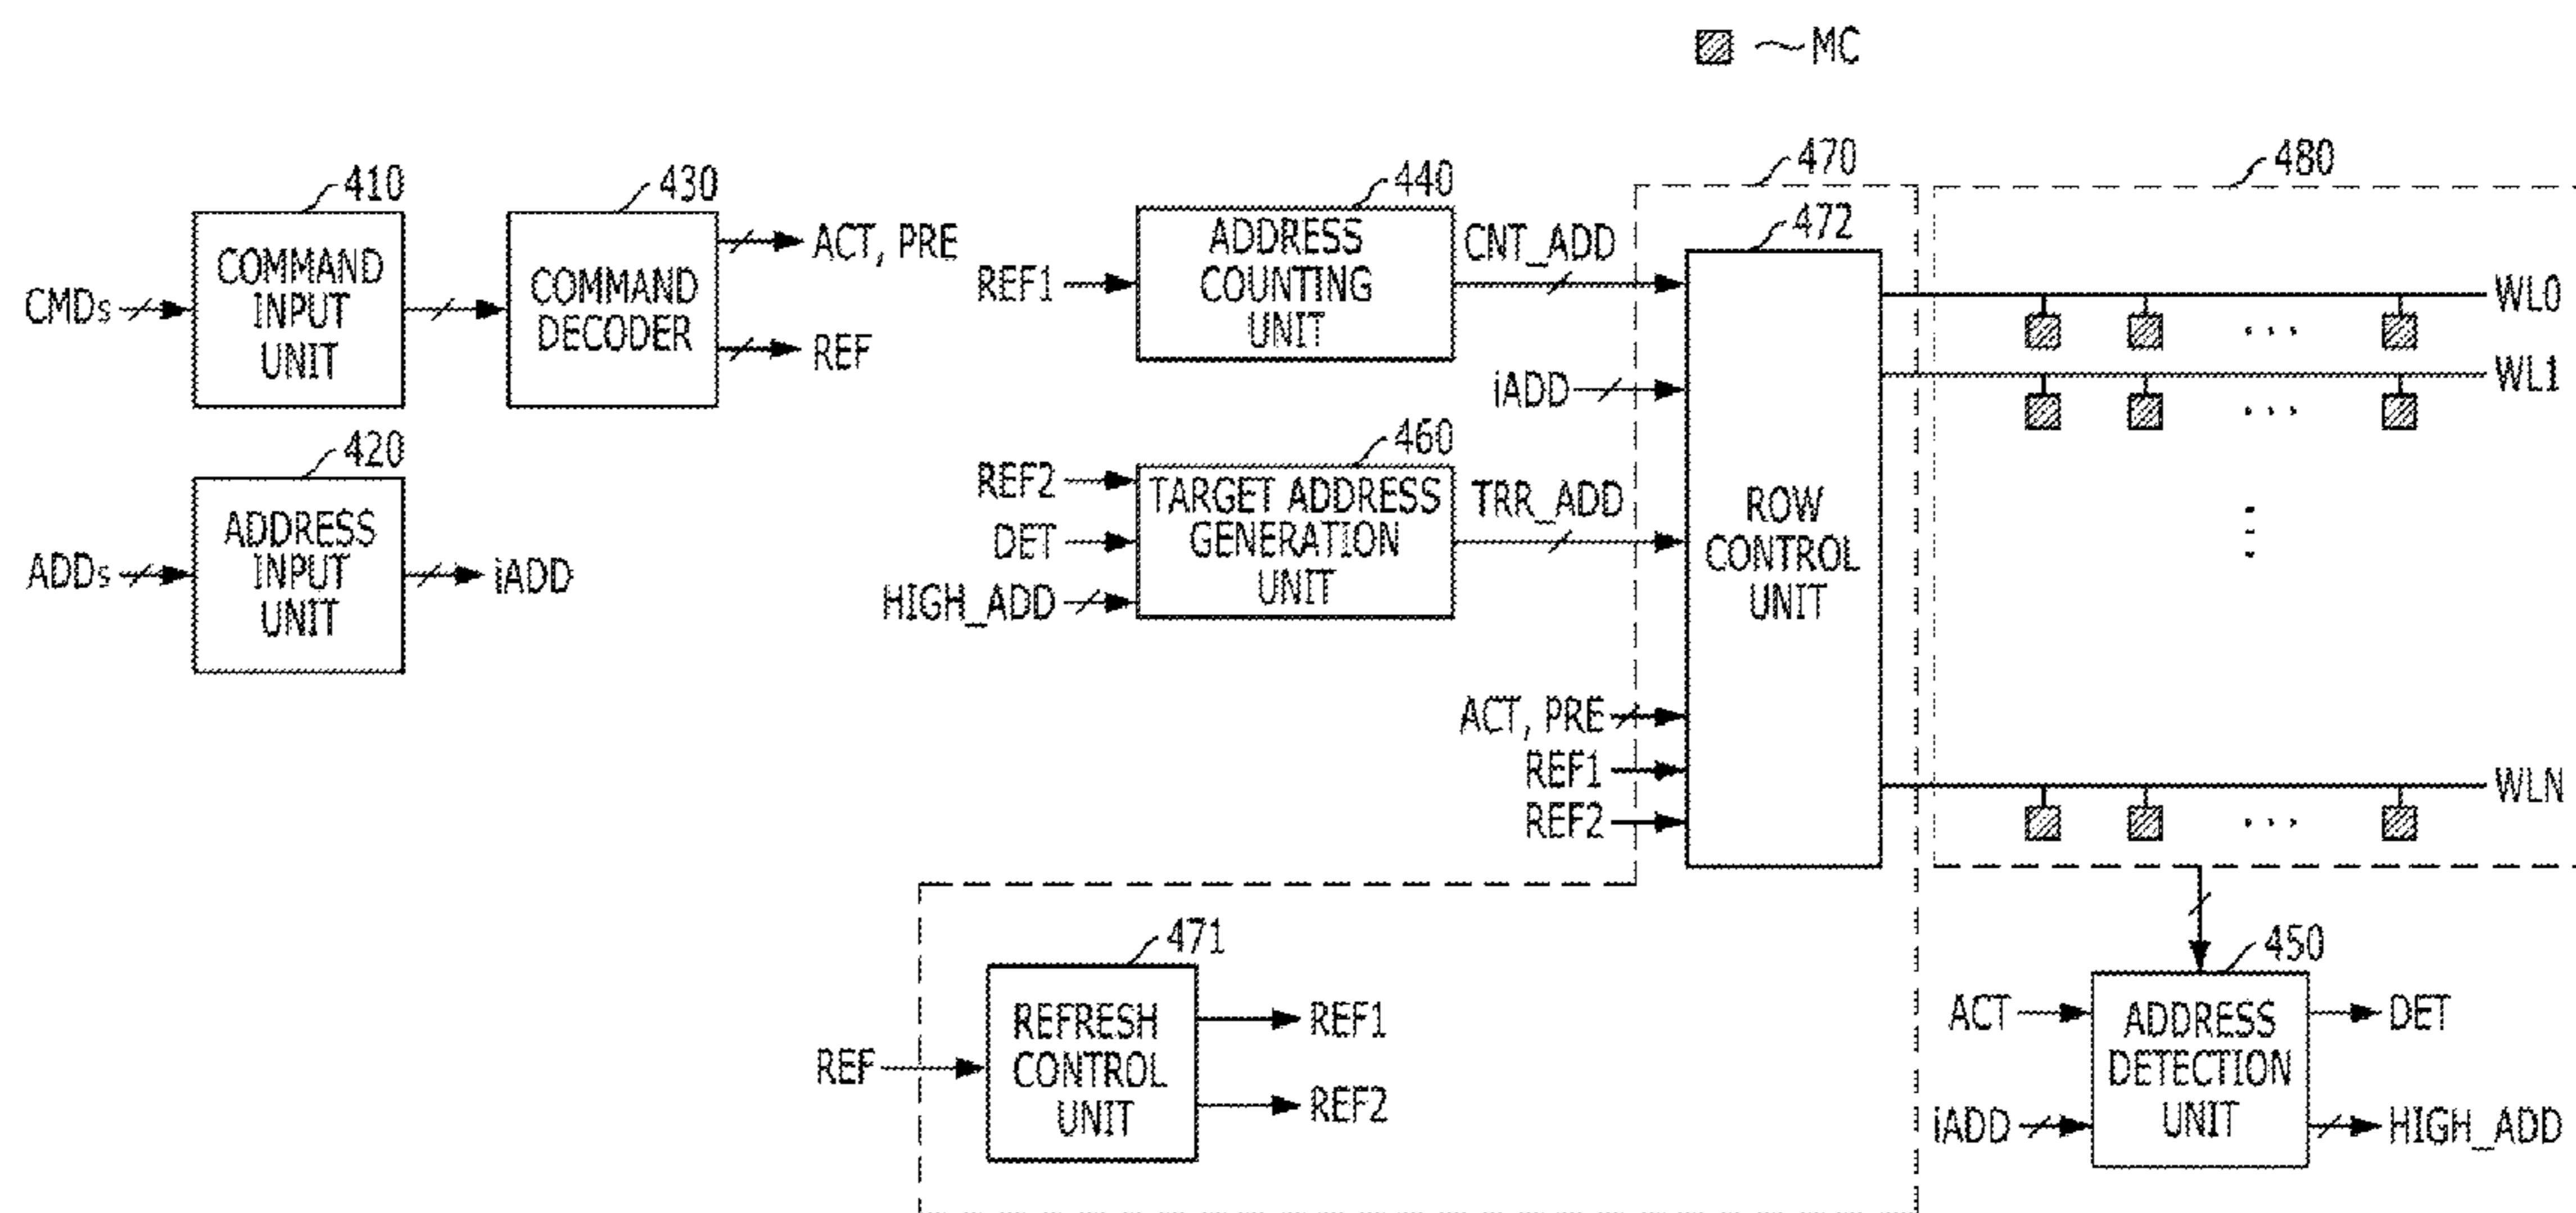 MC
410
COMMAND
INPUT
UNIT
CMDs
430
COMMAND
DECODER
ACT, PRE
REF
420
ADDRESS
INPUT
UNIT
ADDs
iADD
440
ADDRESS
COUNTING
UNIT
REF1
CNT_ADD
iADD
460
TARGET ADDRESS
GENERATION
UNIT
REF2
DET
HIGH_ADD
TRR_ADD
470
472
ROW
CONTROL
UNIT
ACT, PRE
REF1
REF2
480
WL0
...
WL1
...
WLN
...
471
REFRESH
CONTROL
UNIT
REF
REF1
REF2
450
ADDRESS
DETECTION
UNIT
ACT
iADD
DET
HIGH_ADD